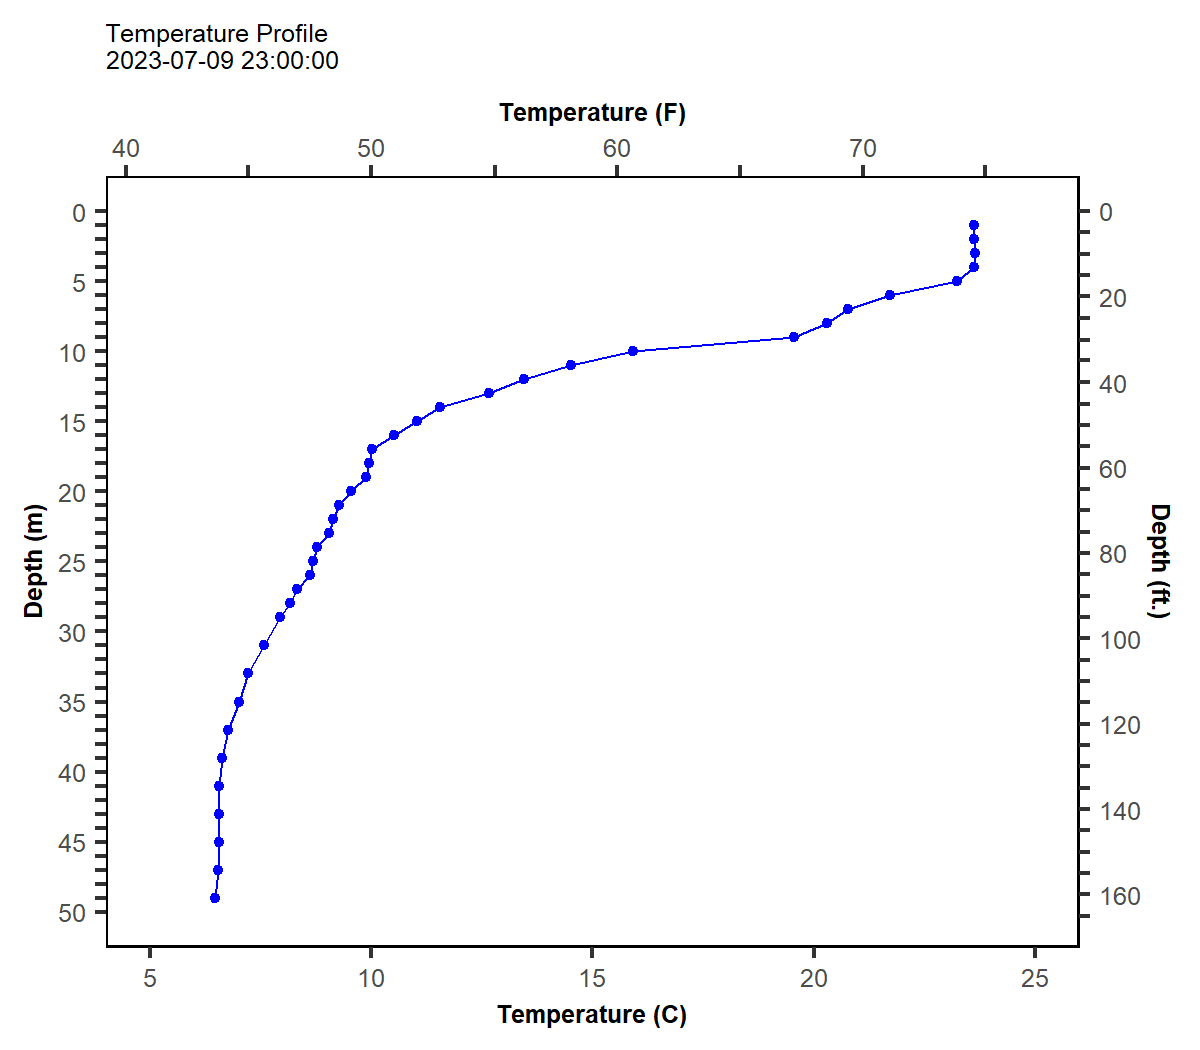 Temperature Profile
2023-07-09 23:00:00
Temperature (F)
40 50 60 70
0 5 10 15 20 25 30 35 40 45 50
Depth (m)
0 20 40 60 80 100 120 140 160
Depth (ft.)
5 10 15 20 25
Temperature (C)